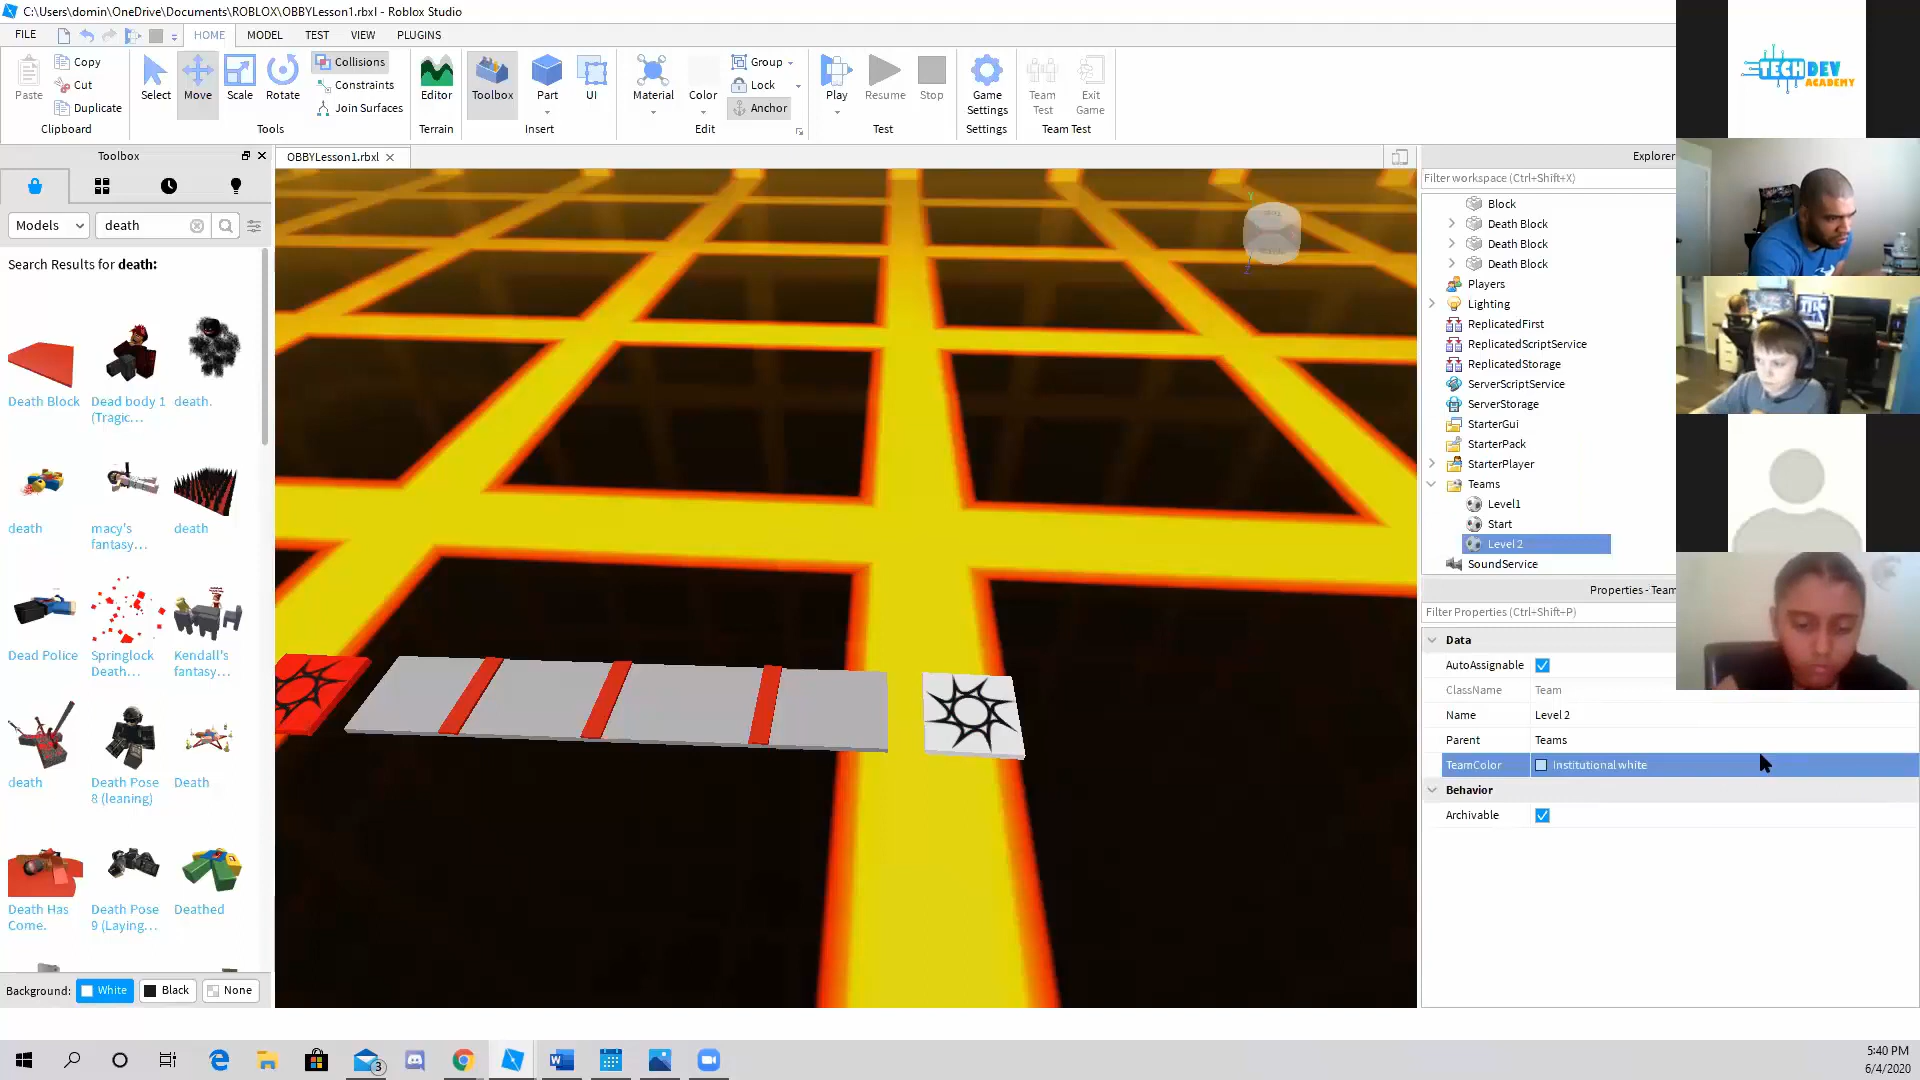 C:\Users\domin\OneDrive\Documents\ROBLOX\OBBYLesson1.rbxl - Roblox Studio
FILE
HOME
MODEL
TEST
VIEW
PLUGINS
Paste
Copy
Cut
Duplicate
Clipboard
Select
Move
Scale
Rotate
Collisions
Constraints
Join Surfaces
Tools
Editor
Terrain
Toolbox
Part
UI
Insert
Material
Color
Group
Lock
Anchor
Edit
Play
Resume
Stop
Test
Game Settings
Settings
Team Test
Exit Game
Team Test
TECH DEV
ACADEMY
Toolbox
OBBYLesson1.rbxl
Models
death
Search Results for death:
Death Block
Dead body 1 (Tragic...
death.
death
macy's fantasy...
death
Dead Police
Springlock Death...
Kendall's fantasy...
death
Death Pose 8 (leaning)
Death
Death Has Come.
Death Pose 9 (Laying...
Deathed
Background:
White
Black
None
Explorer
Filter workspace (Ctrl+Shift+X)
Block
Death Block
Death Block
Death Block
Players
Lighting
ReplicatedFirst
ReplicatedScriptService
ReplicatedStorage
ServerScriptService
ServerStorage
StarterGui
StarterPack
StarterPlayer
Teams
Level1
Start
Level 2
SoundService
Properties - Team
Filter Properties (Ctrl+Shift+P)
Data
AutoAssignable
ClassName Team
Name Level 2
Parent Teams
TeamColor Institutional white
Behavior
Archivable
Y
Z
3
5:40 PM
6/4/2020